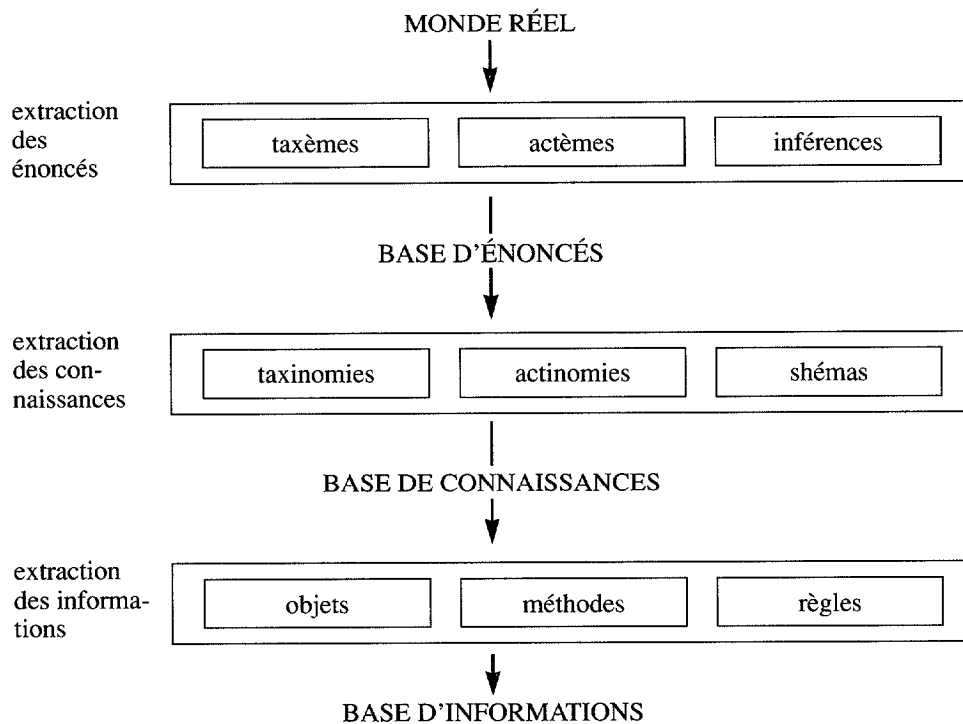 MONDE RÉEL
extraction
des
énoncés
taxèmes actèmes inférences
BASE D'ÉNONCÉS
extraction
des con-
naissances
taxinomies actinomies shémas
BASE DE CONNAISSANCES
extraction
des informa-
tions
objets méthodes règles
BASE D'INFORMATIONS